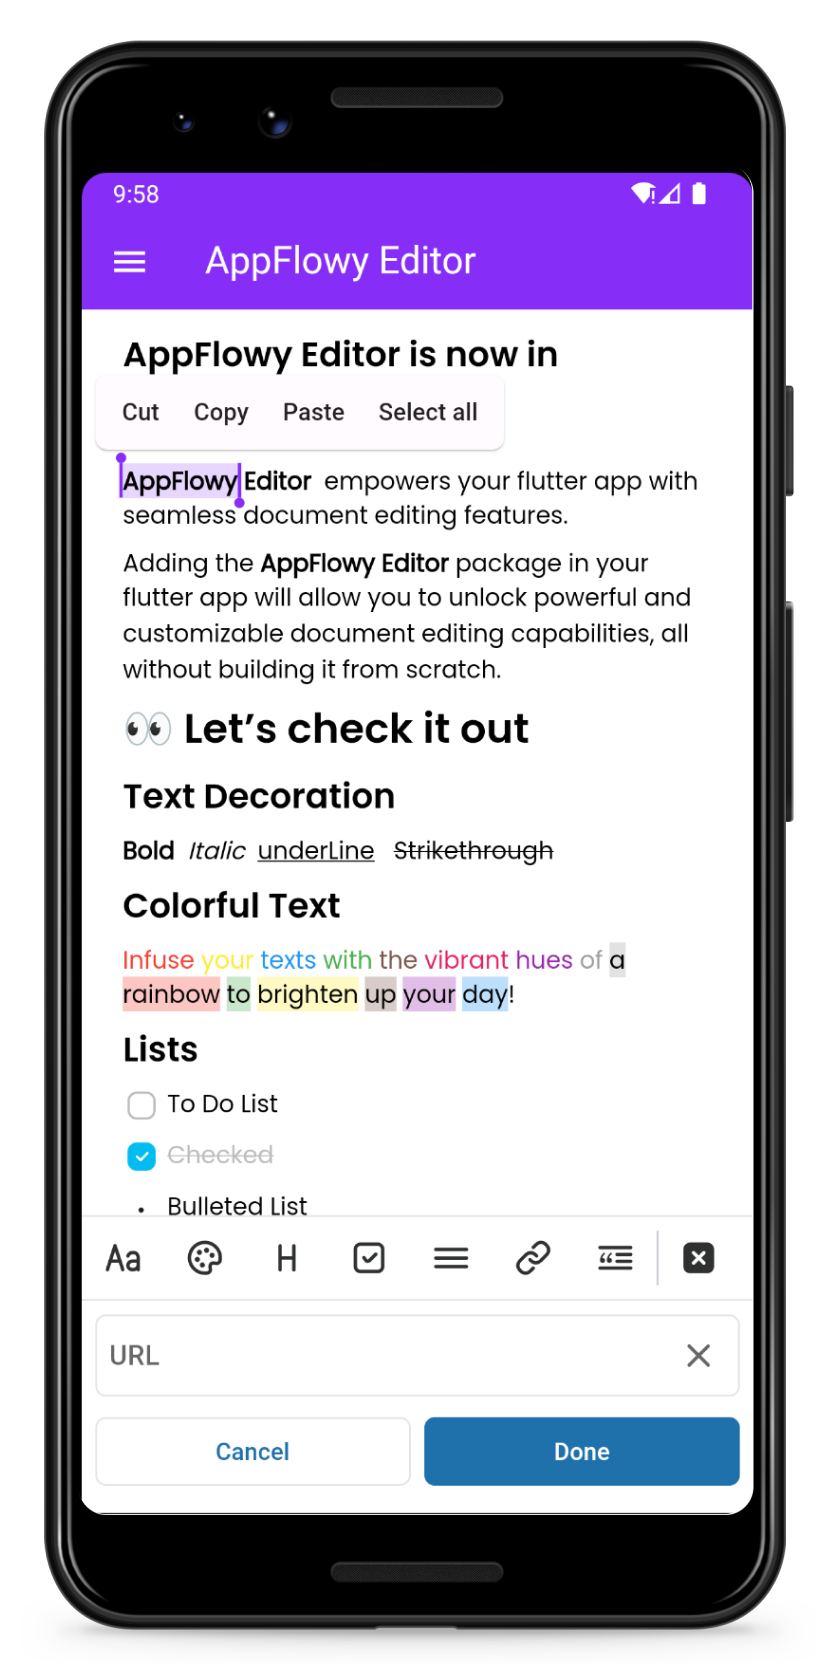 9:58
AppFlowy Editor
AppFlowy Editor is now in
Cut Copy Paste Select all
AppFlowy Editor empowers your flutter app with
seamless document editing features.
Adding the AppFlowy Editor package in your
flutter app will allow you to unlock powerful and
customizable document editing capabilities, all
without building it from scratch.
👀 Let's check it out
Text Decoration
Bold Italic underLine Strikethrough
Colorful Text
Infuse your texts with the vibrant hues of a
rainbow to brighten up your day!
Lists
To Do List
Checked
• Bulleted List
Aa H
URL
Cancel Done